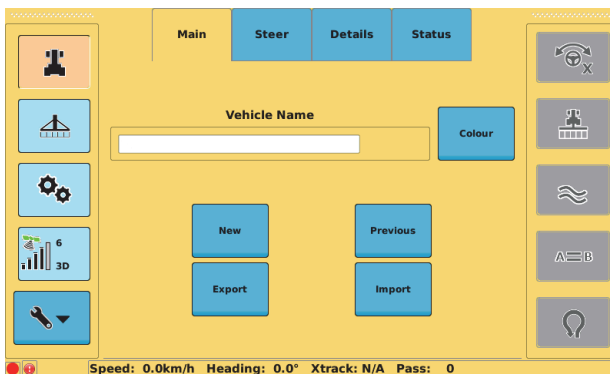 Main Steer Details Status
Vehicle Name
Colour
New Previous
Export Import
6
3D
X
A=B
Speed: 0.0km/h Heading: 0.0° Xtrack: N/A Pass: 0